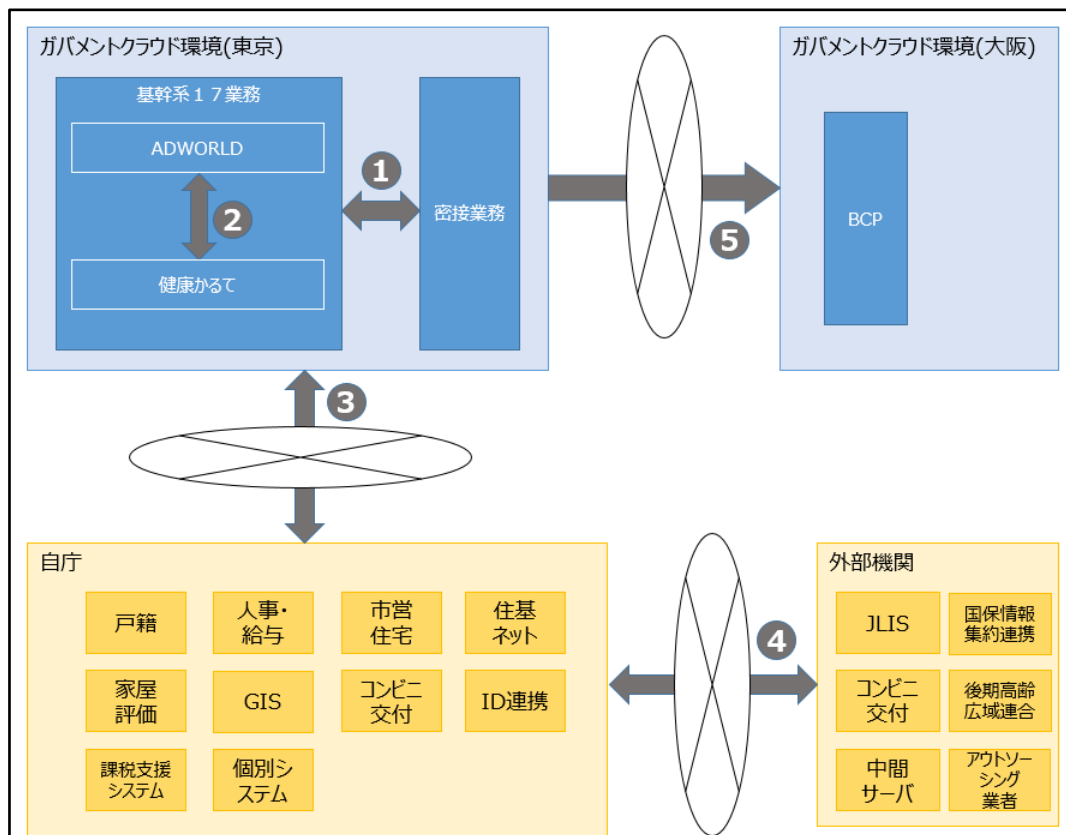 ガバメントクラウド環境(東京)
基幹系１７業務
ADWORLD
2
健康かるて
1
密接業務
5
ガバメントクラウド環境(大阪)
BCP
3
自庁
戸籍
人事・
給与
市営
住宅
住基
ネット
家屋
評価
GIS
コンビニ
交付
ID連携
課税支援
システム
個別シ
ステム
4
外部機関
JLIS
国保情報
集約連携
コンビニ
交付
後期高齢
広域連合
中間
サーバ
アウトソー
シング
業者